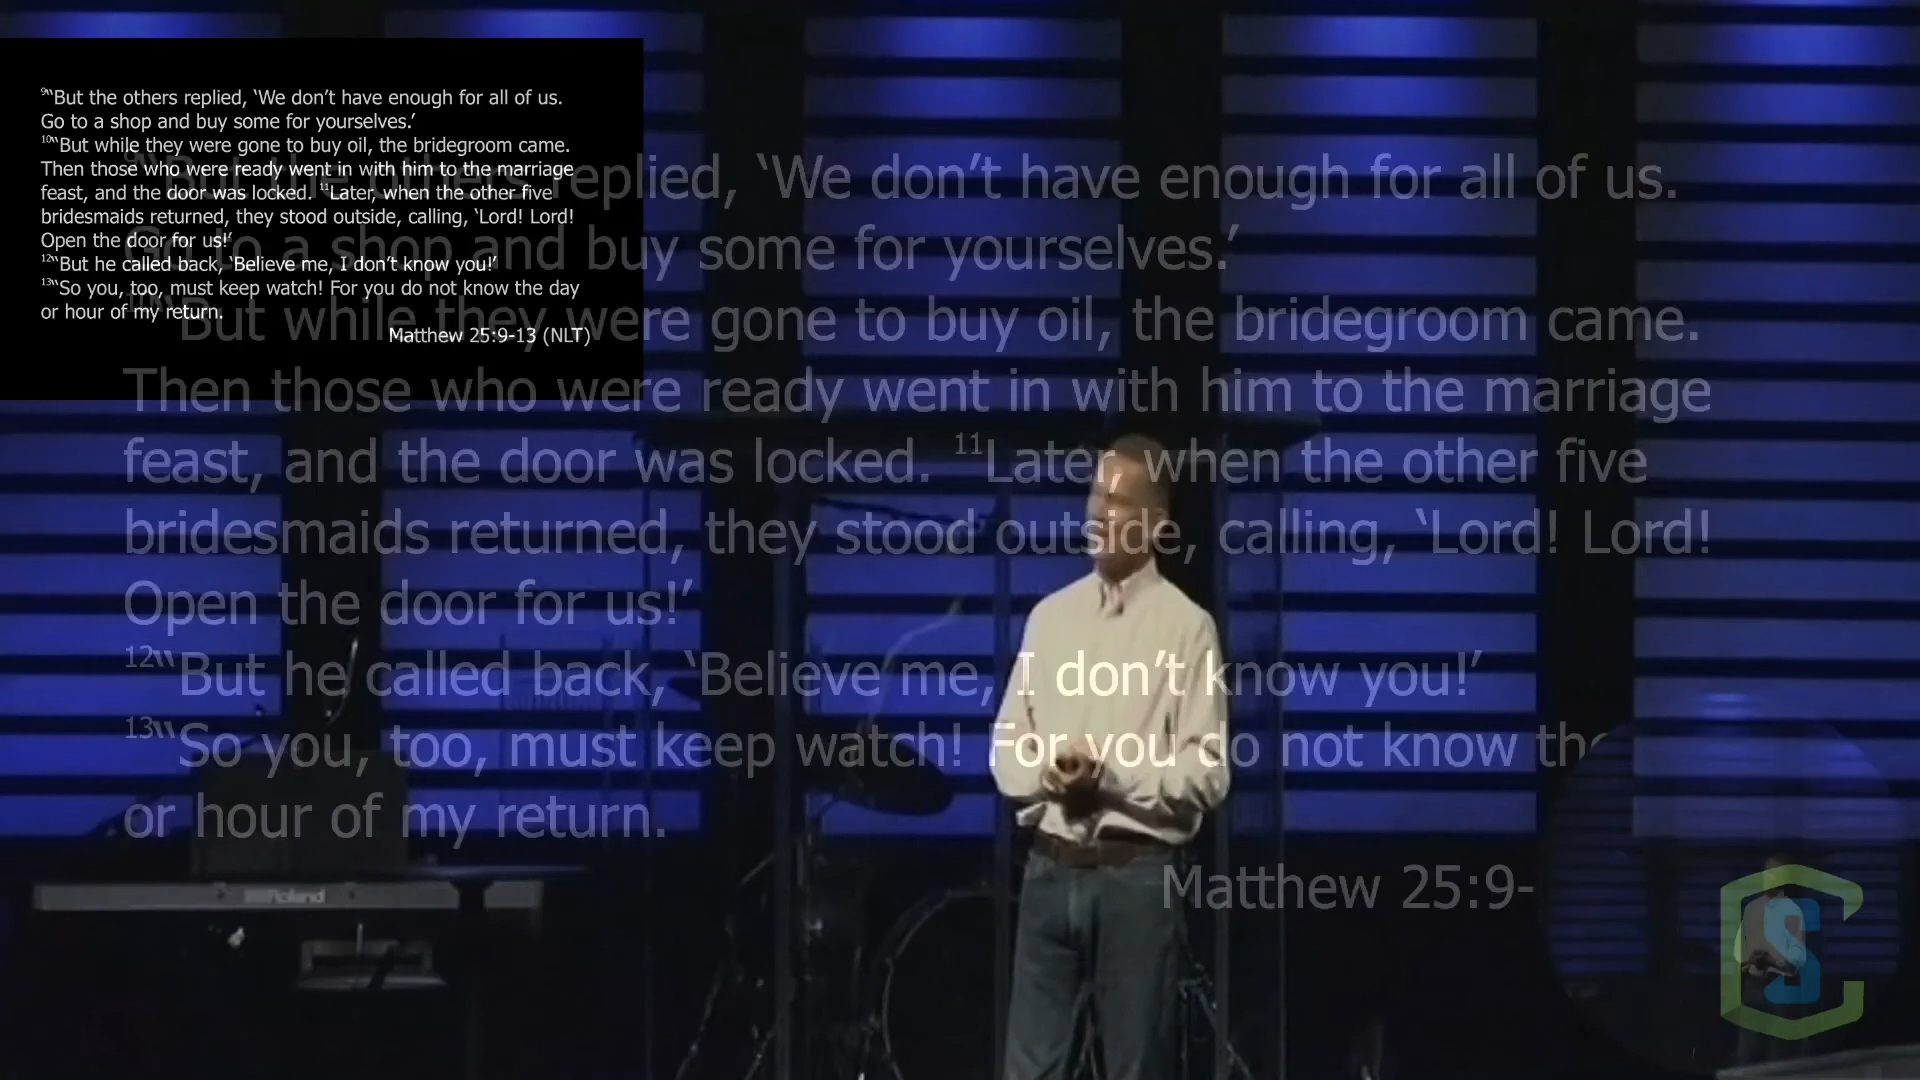 ⁹“But the others replied, ‘We don’t have enough for all of us.
Go to a shop and buy some for yourselves.’
¹⁰“But while they were gone to buy oil, the bridegroom came.
Then those who were ready went in with him to the marriage
feast, and the door was locked. ¹¹Later, when the other five
bridesmaids returned, they stood outside, calling, ‘Lord! Lord!
Open the door for us!’
¹²“But he called back, ‘Believe me, I don’t know you!’
¹³“So you, too, must keep watch! For you do not know the day
or hour of my return.
Matthew 25:9-13 (NLT)
⁹“But the others replied, ‘We don’t have enough for all of us.
Go to a shop and buy some for yourselves.’
¹⁰“But while they were gone to buy oil, the bridegroom came.
Then those who were ready went in with him to the marriage
feast, and the door was locked. ¹¹Later, when the other five
bridesmaids returned, they stood outside, calling, ‘Lord! Lord!
Open the door for us!’
¹²“But he called back, ‘Believe me, I don’t know you!’
¹³“So you, too, must keep watch! For you do not know the
or hour of my return.
Matthew 25:9-
Roland
CS